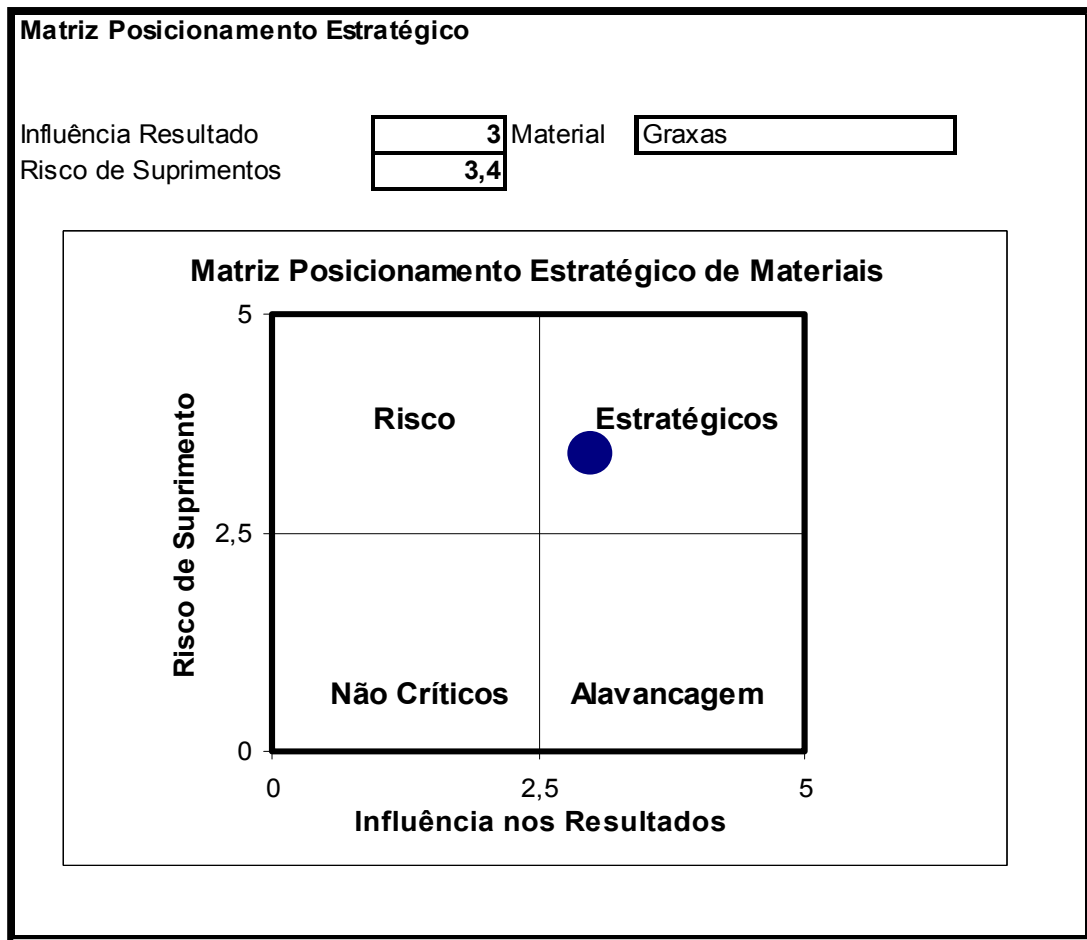 Matriz Posicionamento Estratégico
Influência Resultado 3 Material Graxas
Risco de Suprimentos 3,4
Matriz Posicionamento Estratégico de Materiais
5
Risco Estratégicos
Risco de Suprimento
2,5
Não Críticos Alavancagem
0
0 2,5 5
Influência nos Resultados